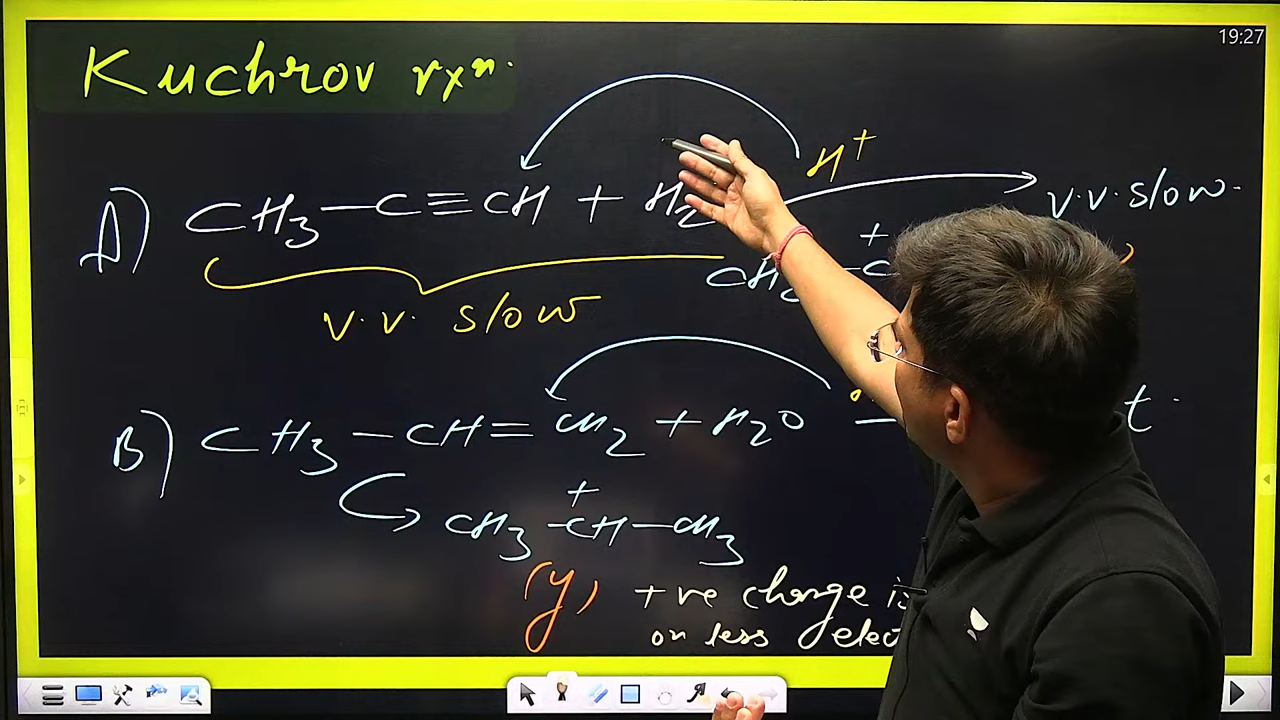 19:27
Kuchrov rxⁿ.
H⁺
A) CH₃—C≡CH + H₂
v.v. slow.
+
CH₃
v.v. slow
B) CH₃—CH=CH₂ + H₂O
t.
+
CH₃—CH—CH₃
(y) +ve charge is
on less elec